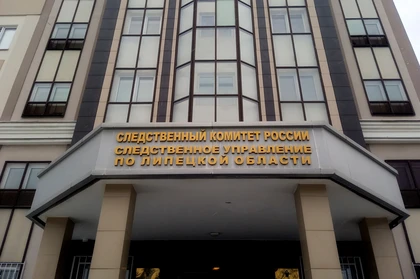 СЛЕДСТВЕННЫЙ КОМИТЕТ РОССИИ
СЛЕДСТВЕННОЕ УПРАВЛЕНИЕ
ПО ЛИПЕЦКОЙ ОБЛАСТИ